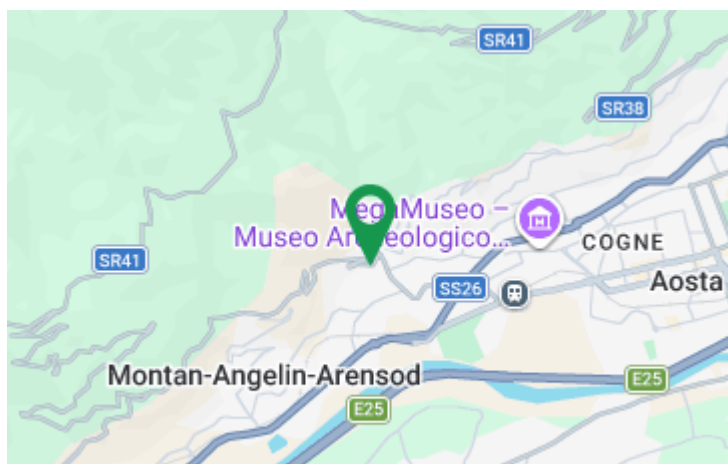 SR41
SR38
MegaMuseo –
Museo Archeologico...
COGNE
SR41
SS26
Aosta
Montan-Angelin-Arensod
E25
E25